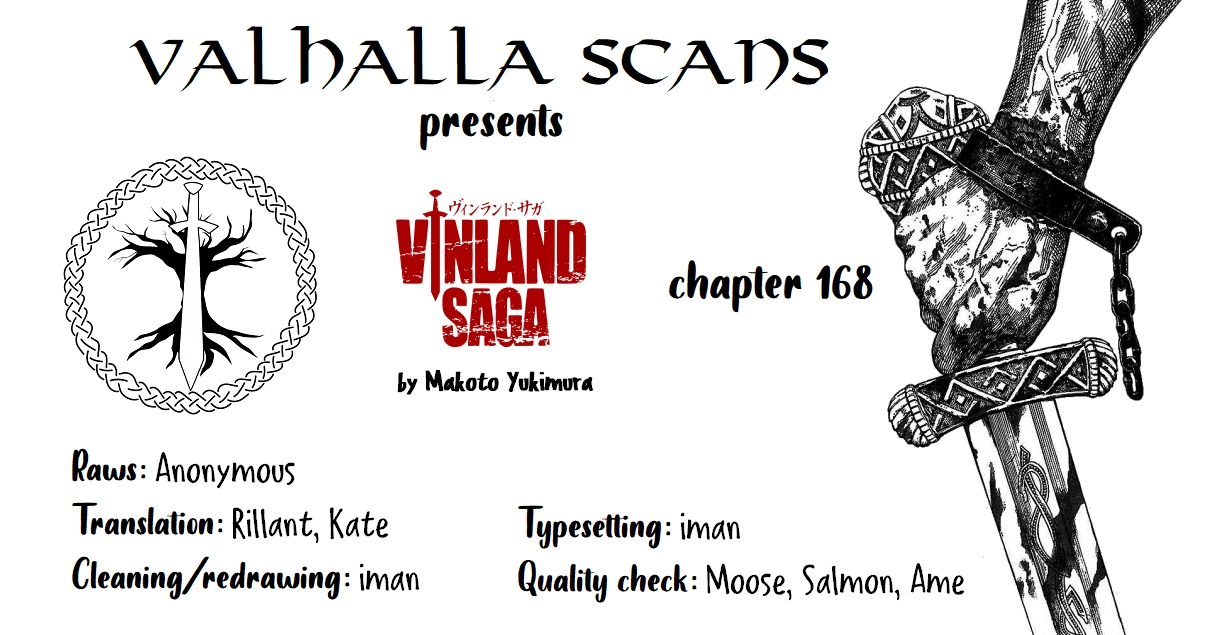 VALHALLA SCANS
presents
ヴィンランド・サガ
VINLAND
SAGA
chapter 168
by Makoto Yukimura
Raws: Anonymous
Translation: Rillant, Kate
Cleaning/redrawing: iman
Typesetting: iman
Quality check: Moose, Salmon, Ame